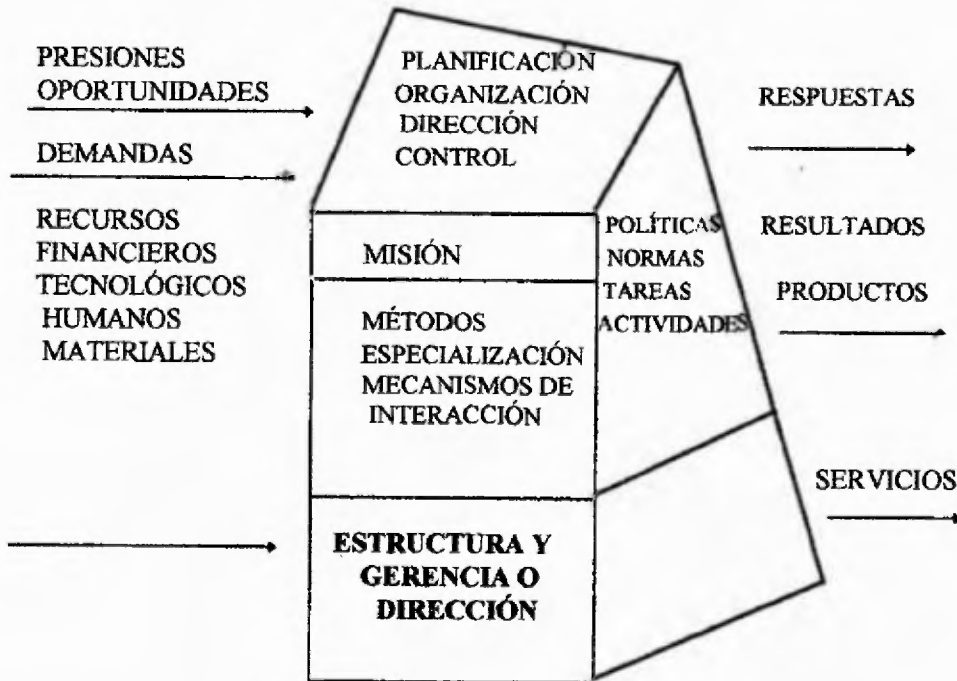 PRESIONES
OPORTUNIDADES
DEMANDAS
RECURSOS
FINANCIEROS
TECNOLÓGICOS
HUMANOS
MATERIALES
PLANIFICACIÓN
ORGANIZACIÓN
DIRECCIÓN
CONTROL
MISIÓN
MÉTODOS
ESPECIALIZACIÓN
MECANISMOS DE
INTERACCIÓN
ESTRUCTURA Y
GERENCIA O
DIRECCIÓN
POLÍTICAS
NORMAS
TAREAS
ACTIVIDADES
RESPUESTAS
RESULTADOS
PRODUCTOS
SERVICIOS